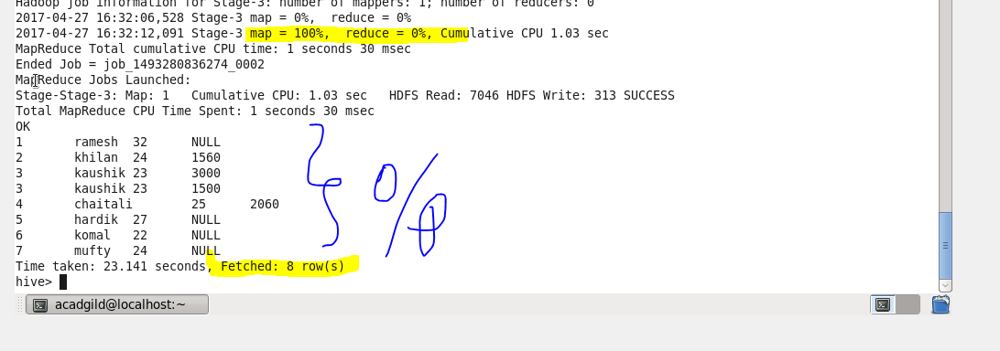 Hadoop job information for Stage-3: number of mappers: 1; number of reducers: 0
2017-04-27 16:32:06,528 Stage-3 map = 0%,  reduce = 0%
2017-04-27 16:32:12,091 Stage-3 map = 100%,  reduce = 0%, Cumulative CPU 1.03 sec
MapReduce Total cumulative CPU time: 1 seconds 30 msec
Ended Job = job_1493280836274_0002
MapReduce Jobs Launched:
Stage-Stage-3: Map: 1   Cumulative CPU: 1.03 sec   HDFS Read: 7046 HDFS Write: 313 SUCCESS
Total MapReduce CPU Time Spent: 1 seconds 30 msec
OK
1       ramesh  32      NULL
2       khilan  24      1560
3       kaushik 23      3000
3       kaushik 23      1500
4       chaitali        25      2060
5       hardik  27      NULL
6       komal   22      NULL
7       mufty   24      NULL
O/P
Time taken: 23.141 seconds, Fetched: 8 row(s)
hive>
acadgild@localhost:~